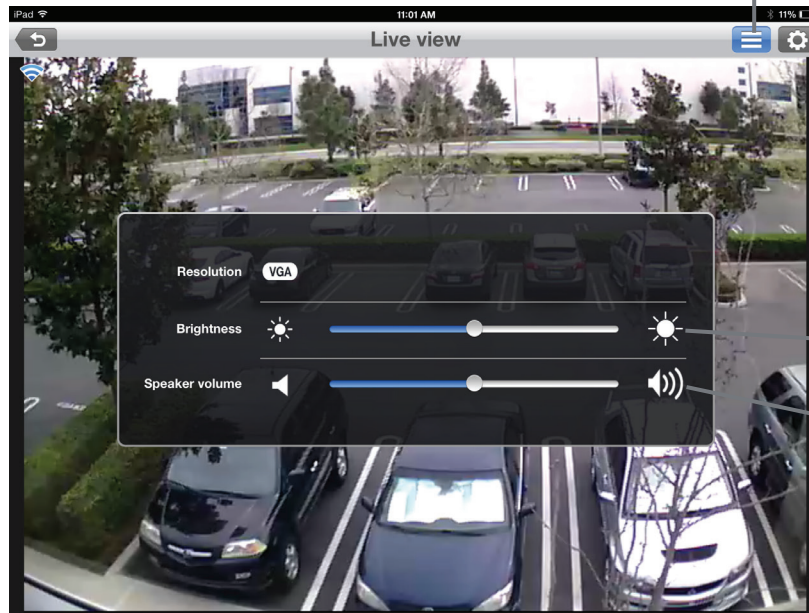 iPad 11:01 AM 11%
Live view
Resolution VGA
Brightness
Speaker volume